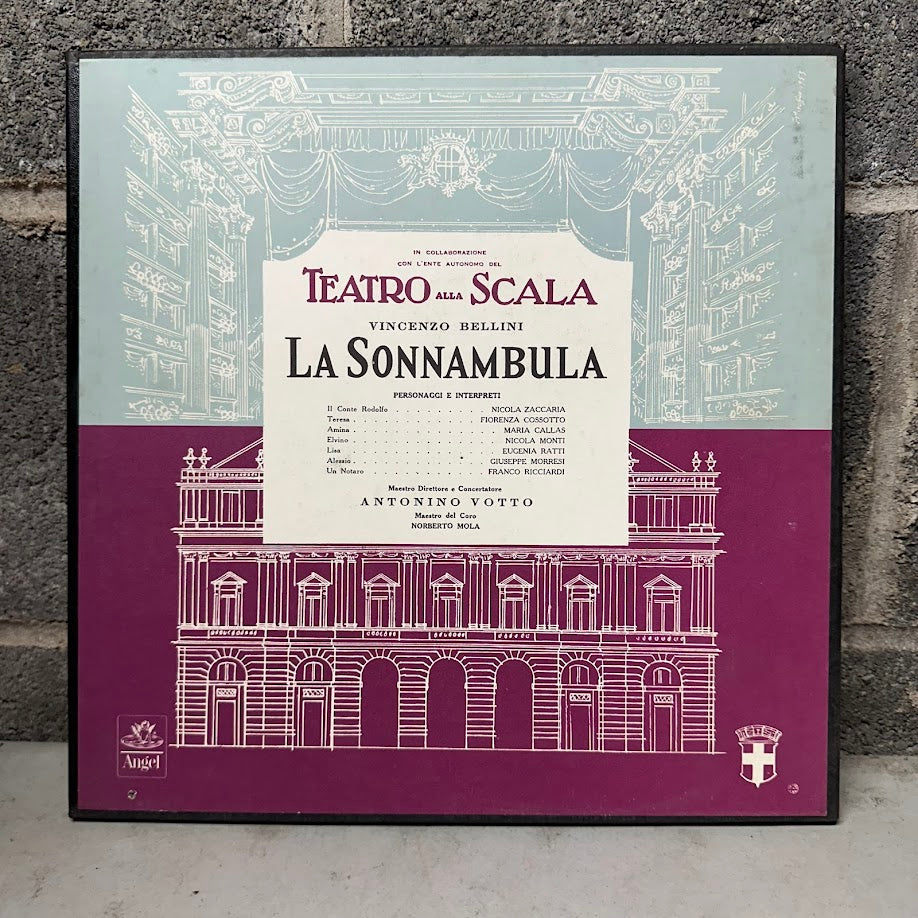 IN COLLABORAZIONE
CON L'ENTE AUTONOMO DEL
TEATRO ALLA SCALA
VINCENZO BELLINI
LA SONNAMBULA
PERSONAGGI E INTERPRETI
Il Conte Rodolfo . . . . . . . . . . NICOLA ZACCARIA
Teresa . . . . . . . . . . . . . FIORENZA COSSOTTO
Amina . . . . . . . . . . . . . . . MARIA CALLAS
Elvino . . . . . . . . . . . . . . . NICOLA MONTI
Lisa . . . . . . . . . . . . . . . EUGENIA RATTI
Alessio . . . . . . . . . . . . . GIUSEPPE MORRESI
Un Notaro . . . . . . . . . . . . FRANCO RICCIARDI
Maestro Direttore e Concertatore
ANTONINO VOTTO
Maestro del Coro
NORBERTO MOLA
Angel